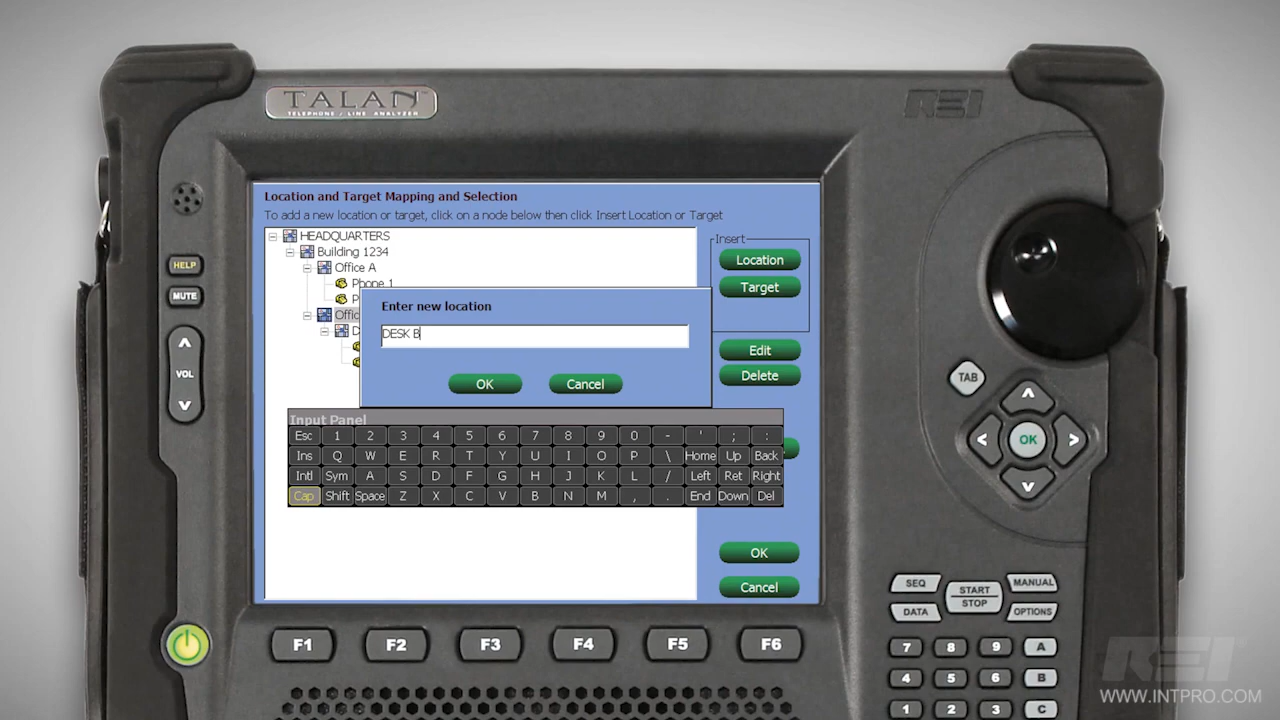 TALAN™
TELEPHONE / LINE ANALYZER
REI
Location and Target Mapping and Selection
To add a new location or target, click on a node below then click Insert Location or Target
HEADQUARTERS
Building 1234
Office A
Phone 1
P
Offic
D
Insert
Location
Target
Edit
Delete
Enter new location
DESK B
OK Cancel
Input Panel
Esc 1 2 3 4 5 6 7 8 9 0 - ' ; :
Ins Q W E R T Y U I O P \ Home Up Back
Intl Sym A S D F G H J K L / Left Ret Right
Cap Shift Space Z X C V B N M , . End Down Del
OK
Cancel
HELP
MUTE
VOL
TAB
OK
SEQ START STOP MANUAL
DATA OPTIONS
F1 F2 F3 F4 F5 F6
7 8 9 A
4 5 6 B
1 2 3 C
REI
WWW.INTPRO.COM